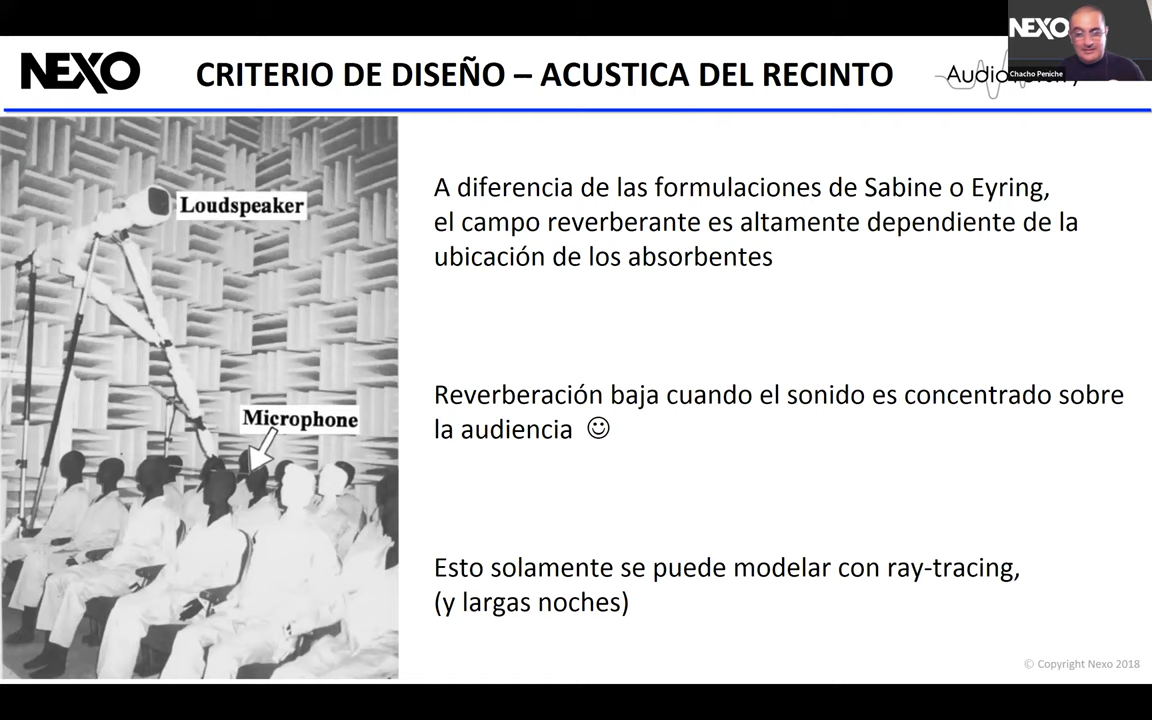 NEXO
CRITERIO DE DISEÑO – ACUSTICA DEL RECINTO
NEXO
Chacho Peniche
Loudspeaker
Microphone
A diferencia de las formulaciones de Sabine o Eyring,
el campo reverberante es altamente dependiente de la
ubicación de los absorbentes
Reverberación baja cuando el sonido es concentrado sobre
la audiencia ☺
Esto solamente se puede modelar con ray-tracing,
(y largas noches)
© Copyright Nexo 2018